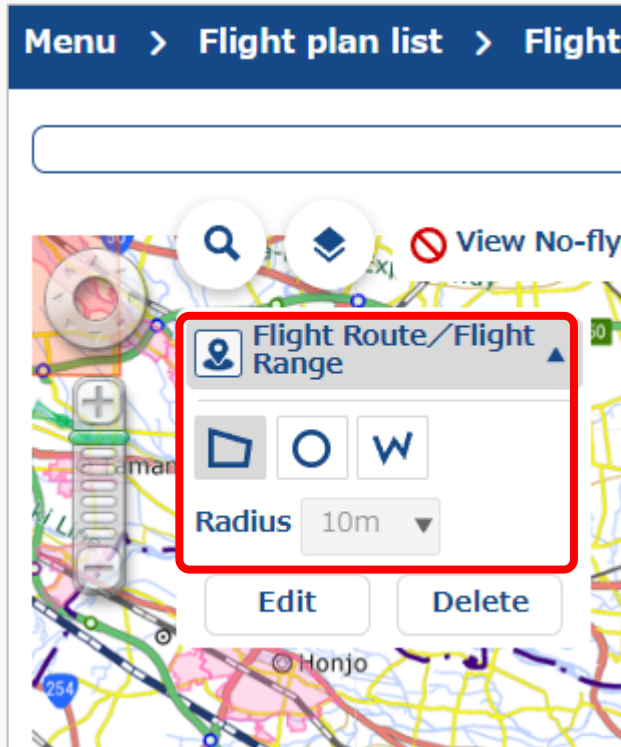 Menu > Flight plan list > Flight
View No-fly
Flight Route／Flight
Range
Radius 10m ▼
Edit Delete
Honjo
254